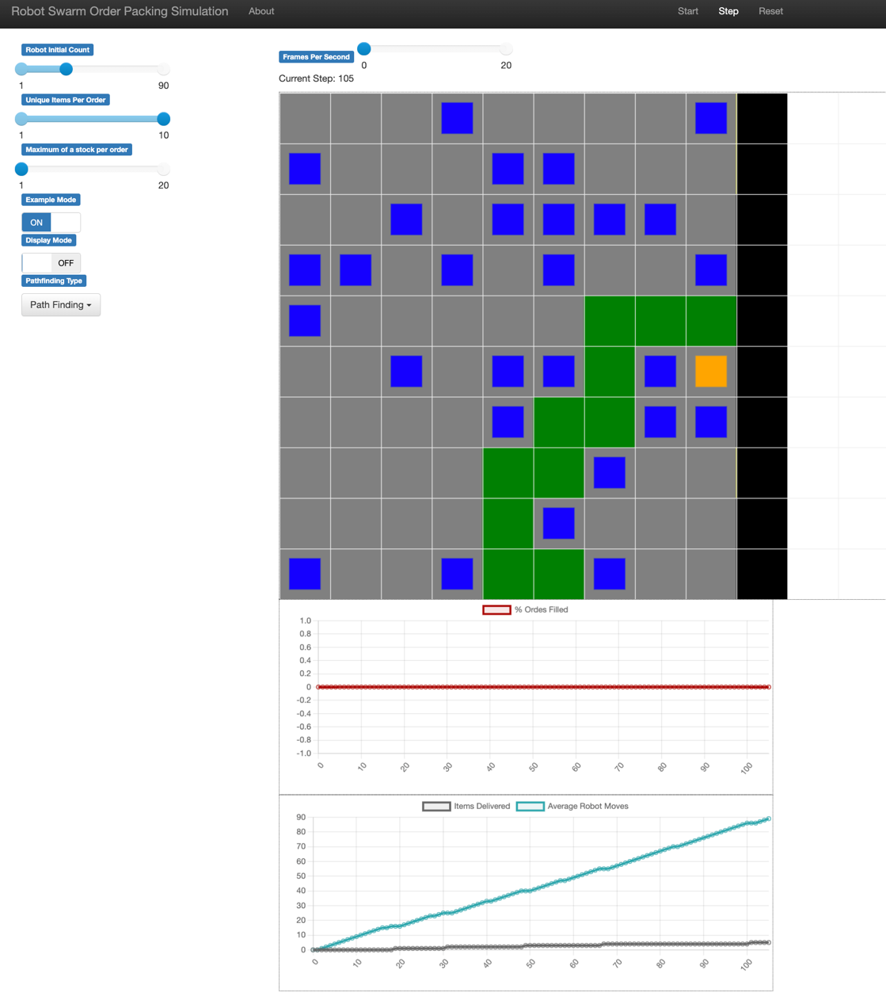 Robot Swarm Order Packing Simulation About Start Step Reset
Robot Initial Count
1 90
Unique Items Per Order
1 10
Maximum of a stock per order
1 20
Example Mode
ON
Display Mode
OFF
Pathfinding Type
Path Finding
Frames Per Second
0 20
Current Step: 105
% Ordes Filled
1.0
0.8
0.6
0.4
0.2
0
-0.2
-0.4
-0.6
-0.8
-1.0
0 10 20 30 40 50 60 70 80 90 100
Items Delivered Average Robot Moves
90
80
70
60
50
40
30
20
10
0
0 10 20 30 40 50 60 70 80 90 100